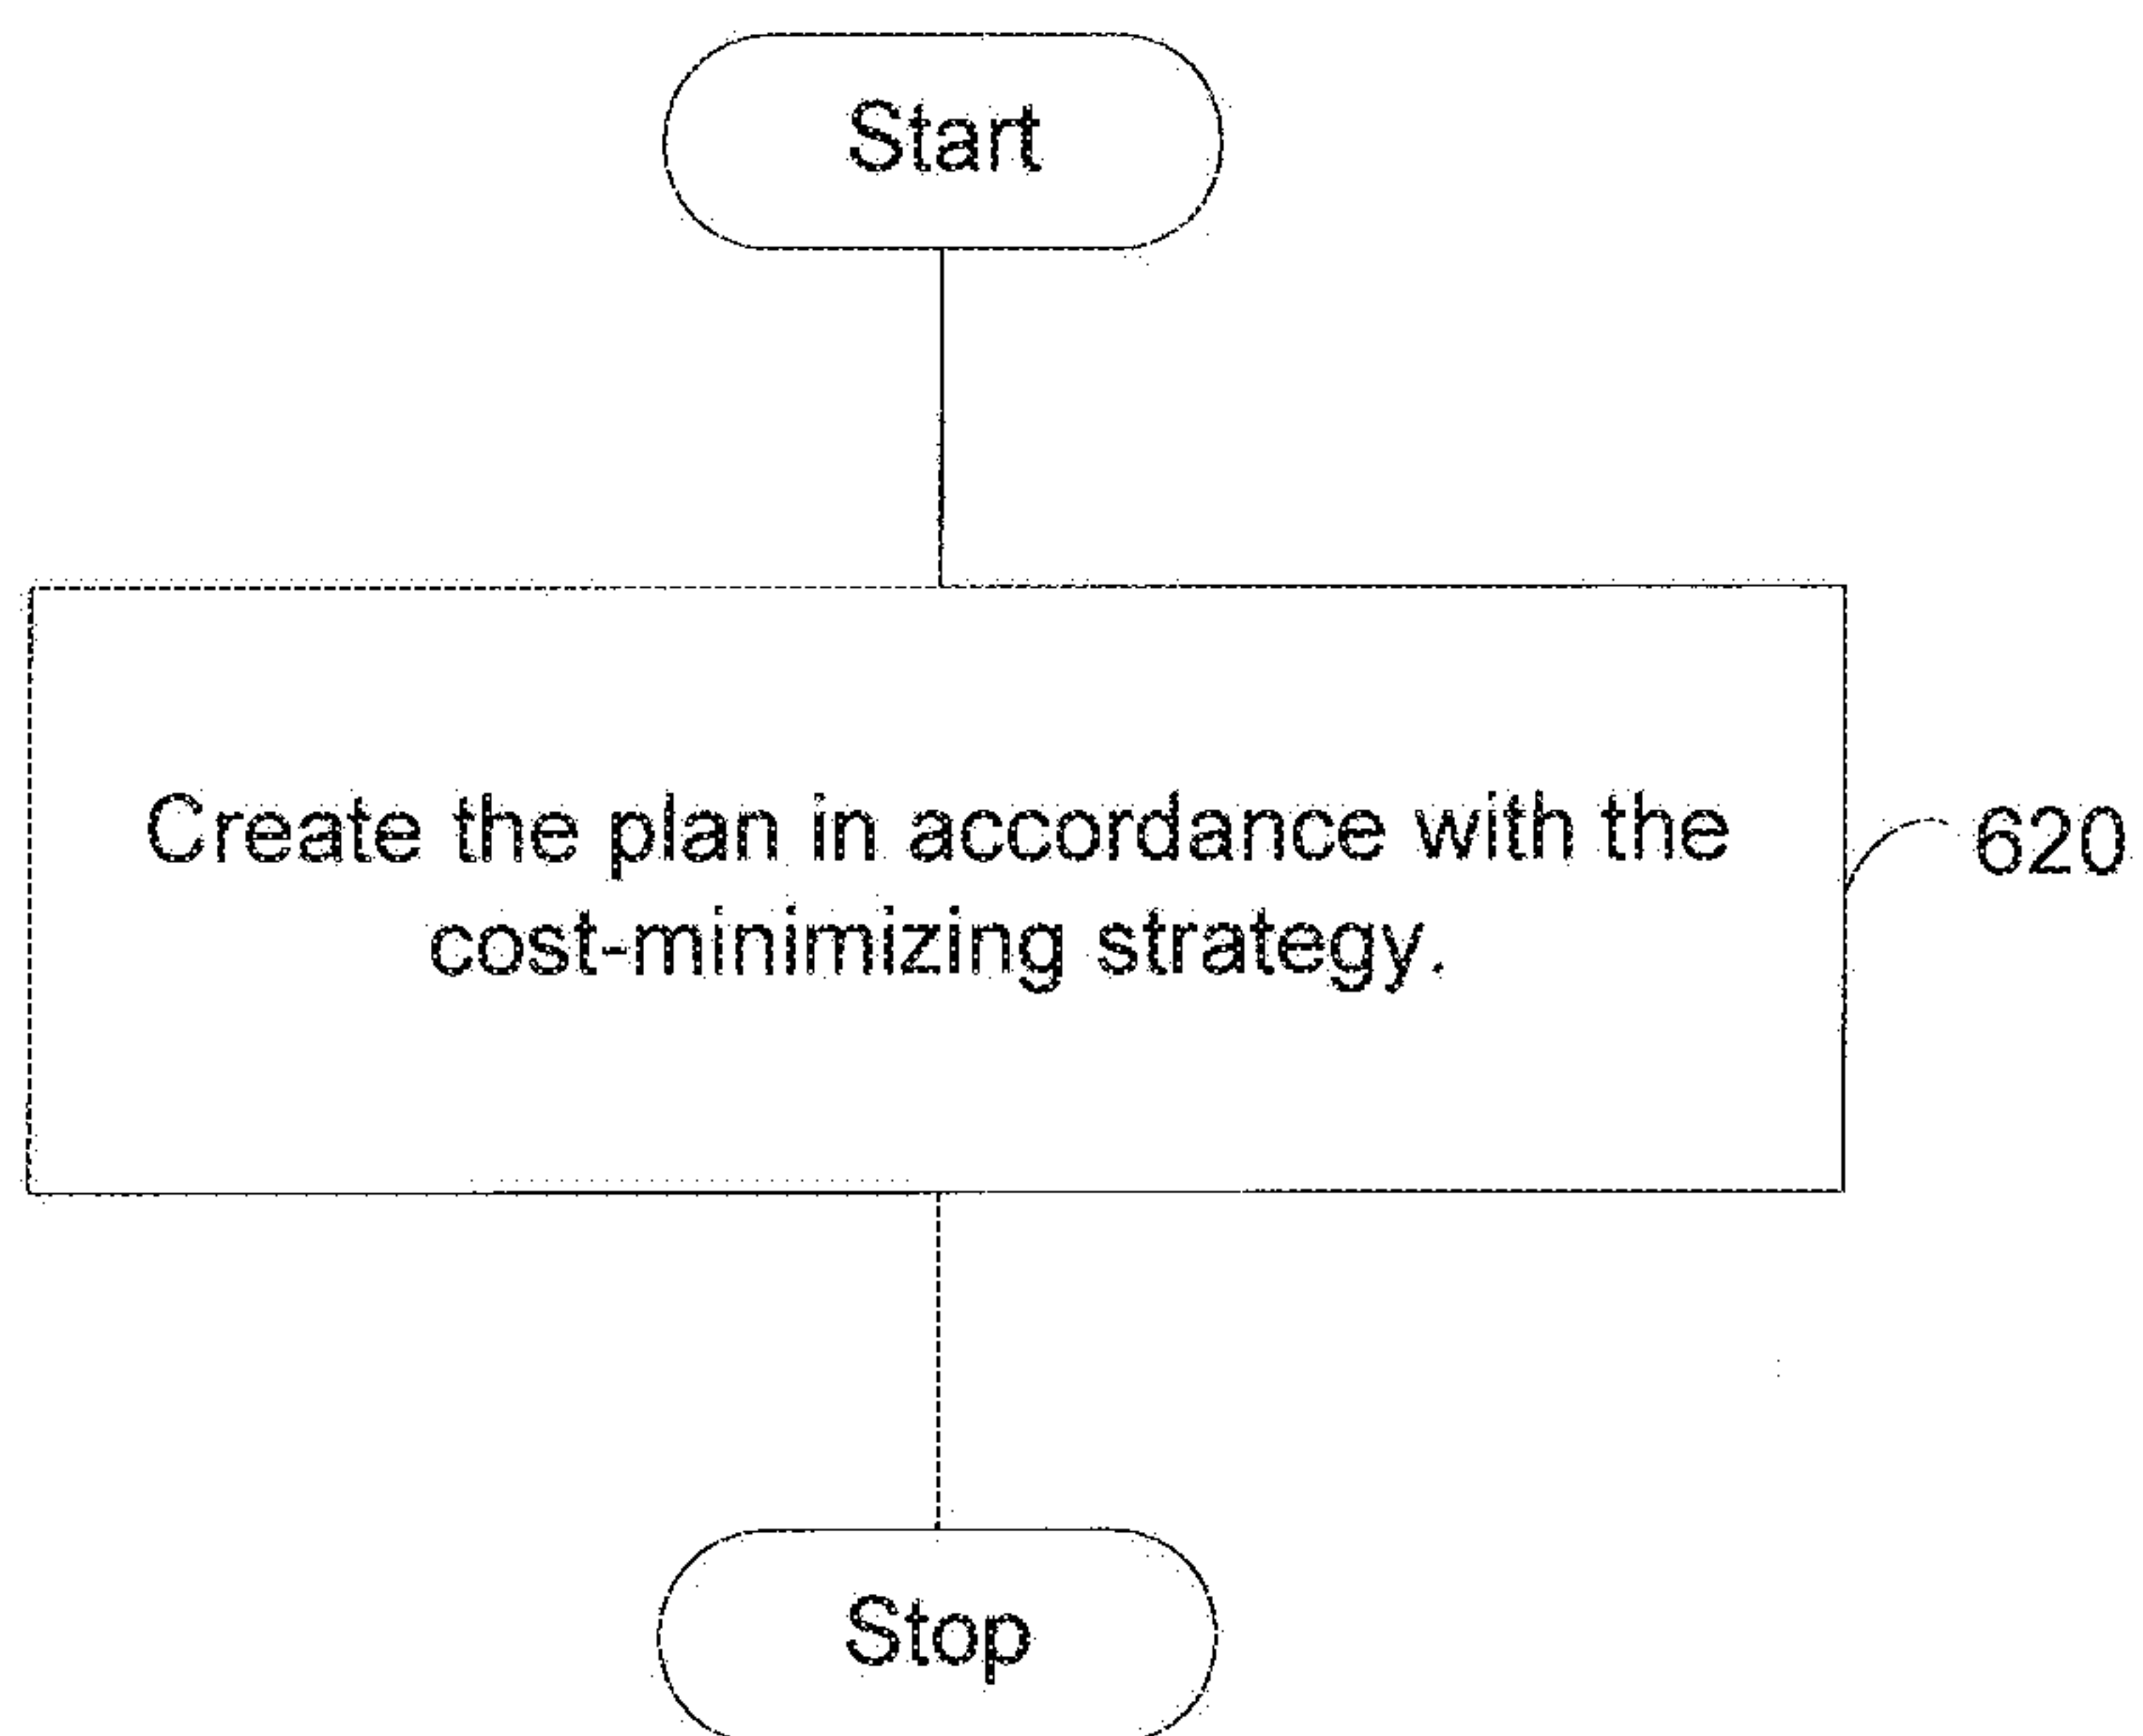 Start
Create the plan in accordance with the
cost-minimizing strategy.
620
Stop